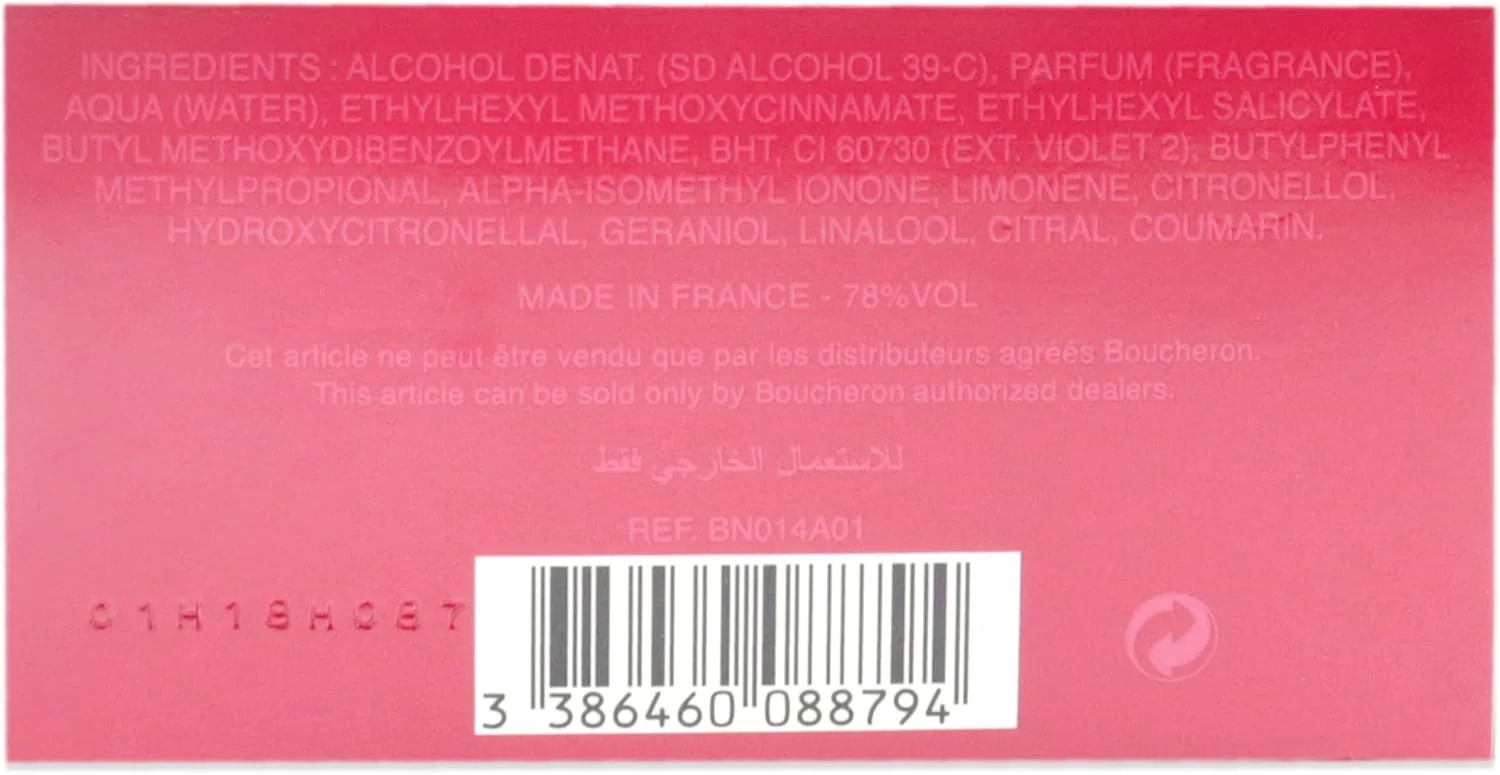 INGREDIENTS : ALCOHOL DENAT. (SD ALCOHOL 39-C), PARFUM (FRAGRANCE),
AQUA (WATER), ETHYLHEXYL METHOXYCINNAMATE, ETHYLHEXYL SALICYLATE,
BUTYL METHOXYDIBENZOYLMETHANE, BHT, CI 60730 (EXT. VIOLET 2), BUTYLPHENYL
METHYLPROPIONAL, ALPHA-ISOMETHYL IONONE, LIMONENE, CITRONELLOL,
HYDROXYCITRONELLAL, GERANIOL, LINALOOL, CITRAL, COUMARIN.
MADE IN FRANCE - 78%VOL
Cet article ne peut être vendu que par les distributeurs agréés Boucheron.
This article can be sold only by Boucheron authorized dealers.
للاستعمال الخارجي فقط
REF. BN014A01
3 386460 088794